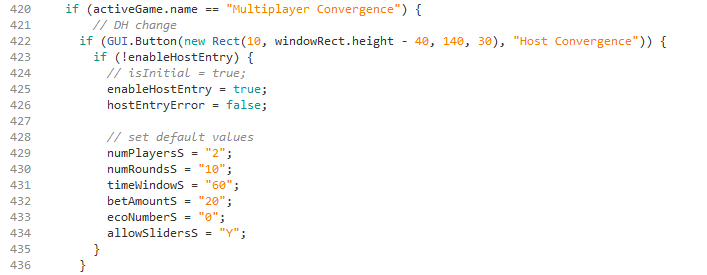 420 if (activeGame.name == "Multiplayer Convergence") {
421 // DH change
422 if (GUI.Button(new Rect(10, windowRect.height - 40, 140, 30), "Host Convergence")) {
423 if (!enableHostEntry) {
424 // isInitial = true;
425 enableHostEntry = true;
426 hostEntryError = false;
427
428 // set default values
429 numPlayersS = "2";
430 numRoundsS = "10";
431 timeWindowS = "60";
432 betAmountS = "20";
433 ecoNumberS = "0";
434 allowSlidersS = "Y";
435 }
436 }